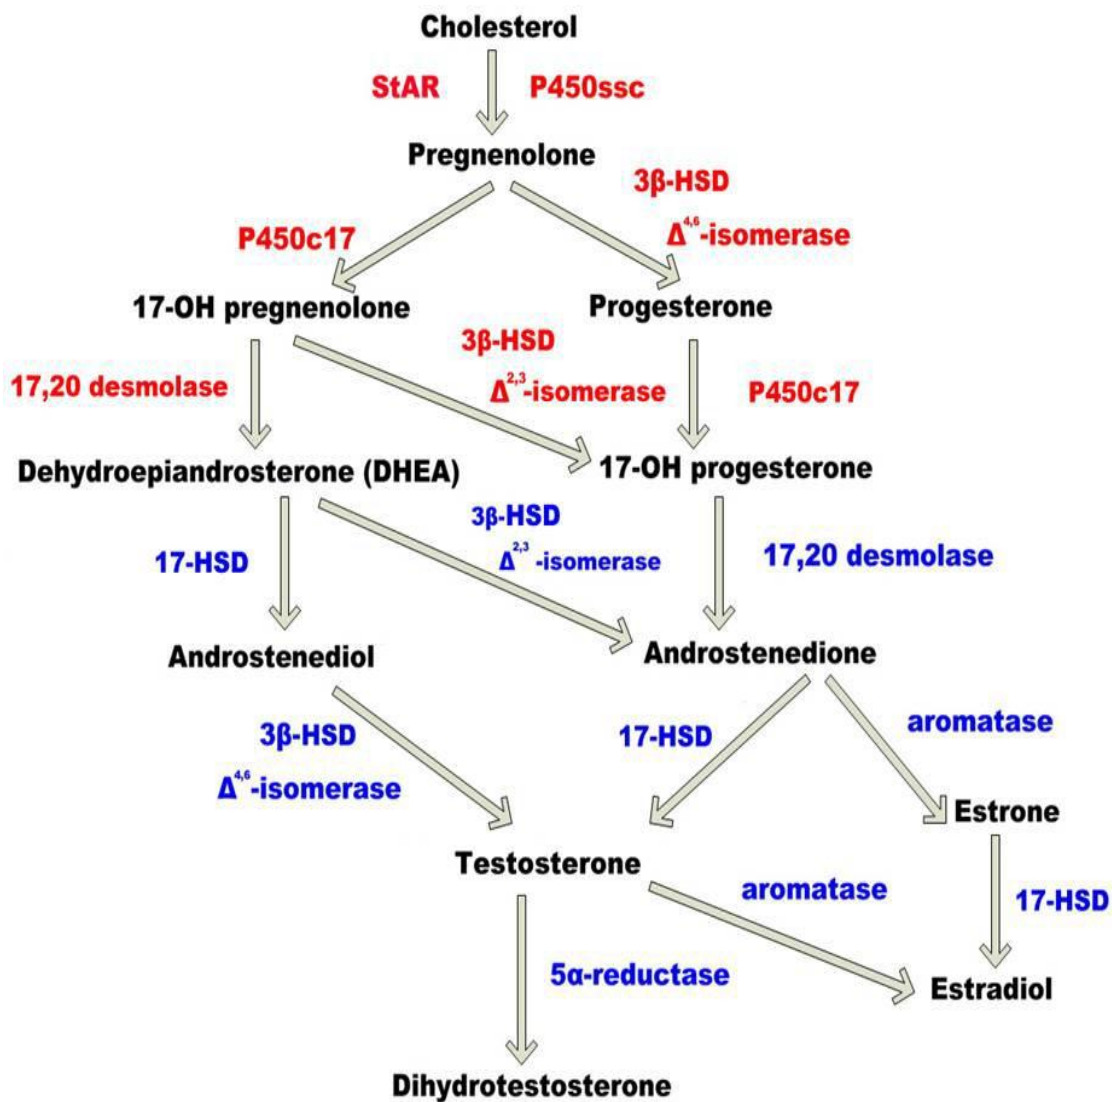 Cholesterol
StAR P450ssc
Pregnenolone
3β-HSD
Δ4,6-isomerase
P450c17
17-OH pregnenolone Progesterone
3β-HSD
Δ2,3-isomerase
17,20 desmolase P450c17
Dehydroepiandrosterone (DHEA) 17-OH progesterone
3β-HSD
Δ2,3 -isomerase
17-HSD 17,20 desmolase
Androstenediol Androstenedione
3β-HSD 17-HSD aromatase
Δ4,6-isomerase
Estrone
Testosterone
aromatase 17-HSD
5α-reductase Estradiol
Dihydrotestosterone